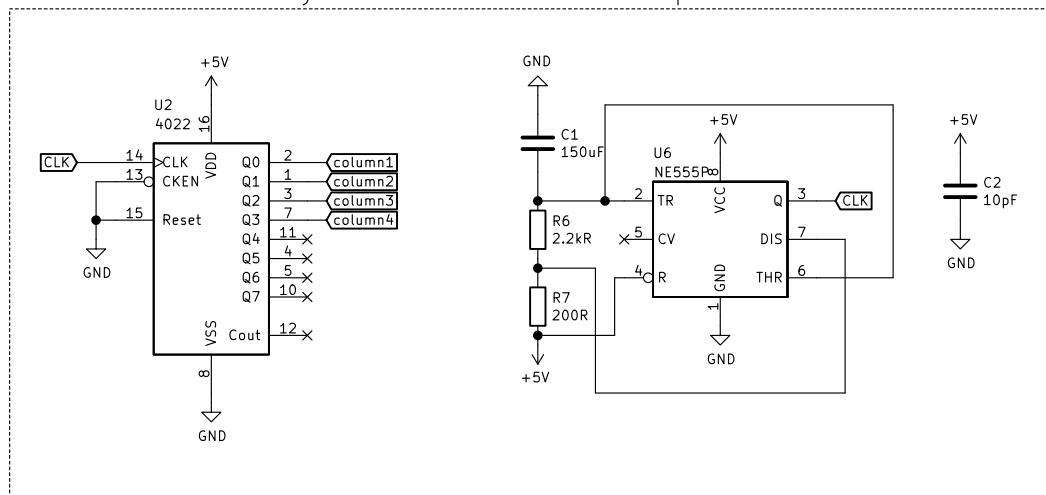 +5V
U2
4022
16
VDD
CLK
14
CLK
Q0
2
column1
13
CKEN
Q1
1
column2
Q2
3
column3
15
Reset
Q3
7
column4
Q4
11
Q5
4
Q6
5
Q7
10
VSS
Cout
12
8
GND
GND
GND
C1
150uF
+5V
U6
NE555P
8
VCC
2
TR
Q
3
CLK
R6
2.2kR
5
CV
DIS
7
4
R
GND
THR
6
R7
200R
1
+5V
GND
+5V
C2
10pF
GND